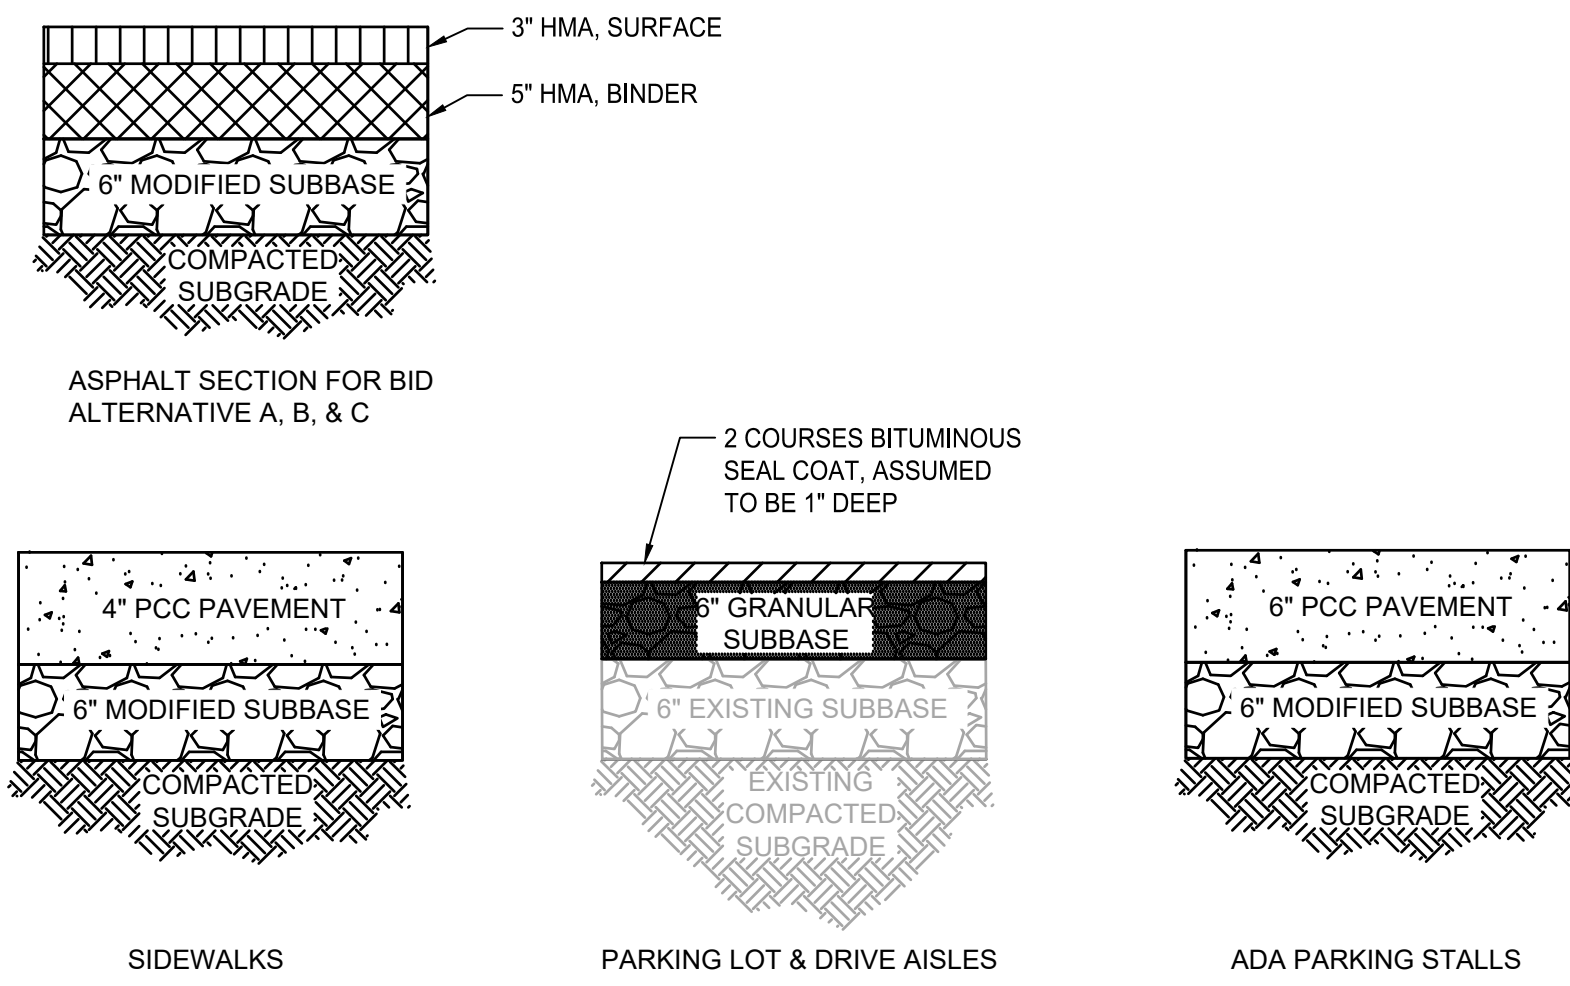 3" HMA, SURFACE
5" HMA, BINDER
6" MODIFIED SUBBASE
COMPACTED
SUBGRADE
ASPHALT SECTION FOR BID
ALTERNATIVE A, B, & C
2 COURSES BITUMINOUS
SEAL COAT, ASSUMED
TO BE 1" DEEP
4" PCC PAVEMENT
6" MODIFIED SUBBASE
COMPACTED
SUBGRADE
SIDEWALKS
6" GRANULAR
SUBBASE
6" EXISTING SUBBASE
EXISTING
COMPACTED
SUBGRADE
PARKING LOT & DRIVE AISLES
6" PCC PAVEMENT
6" MODIFIED SUBBASE
COMPACTED
SUBGRADE
ADA PARKING STALLS